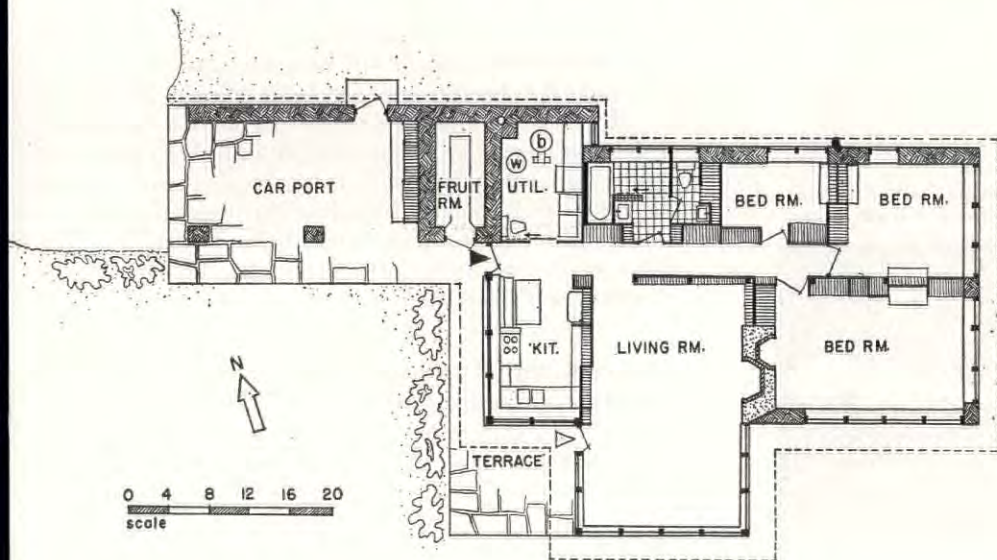 CAR PORT
FRUIT
RM.
w
b
UTIL.
BED RM.
BED RM.
KIT.
LIVING RM.
BED RM.
N
TERRACE
0 4 8 12 16 20
scale